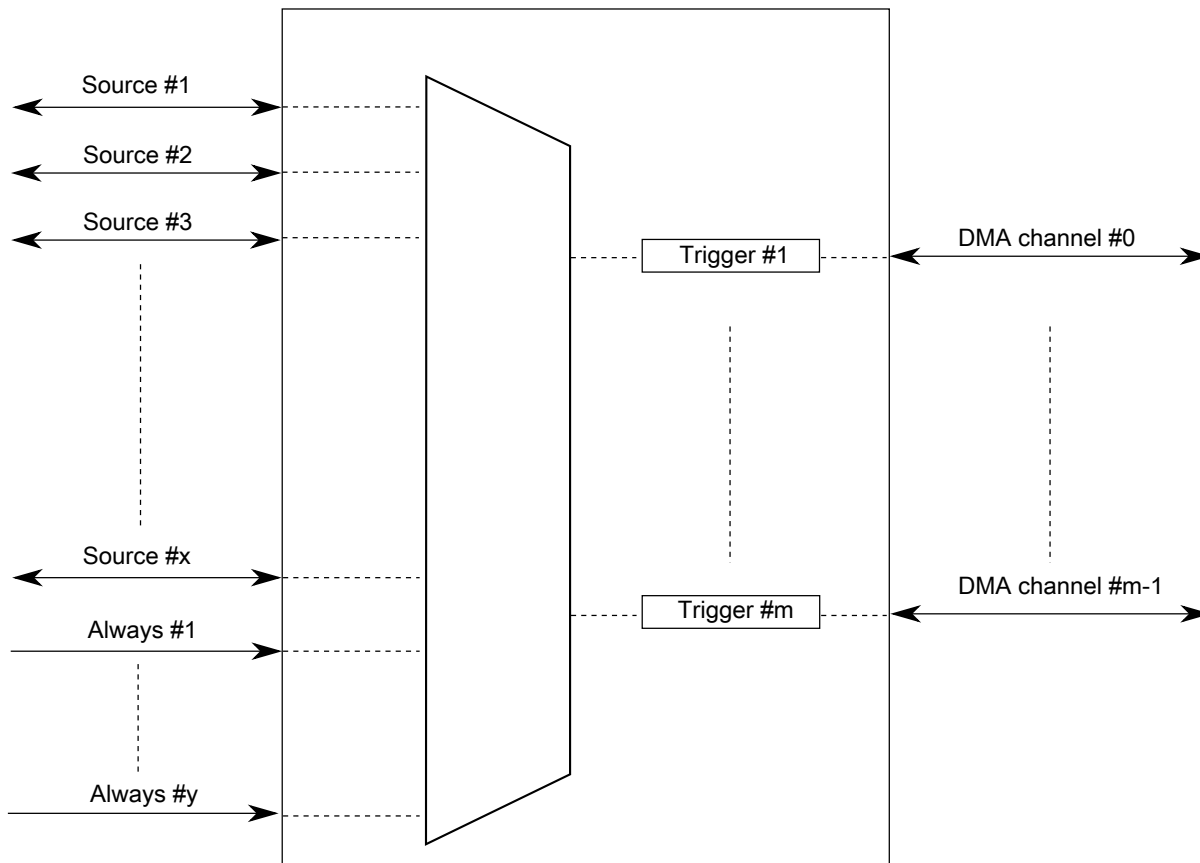 Source #1
Source #2
Source #3
Source #x
Always #1
Always #y
Trigger #1
Trigger #m
DMA channel #0
DMA channel #m-1